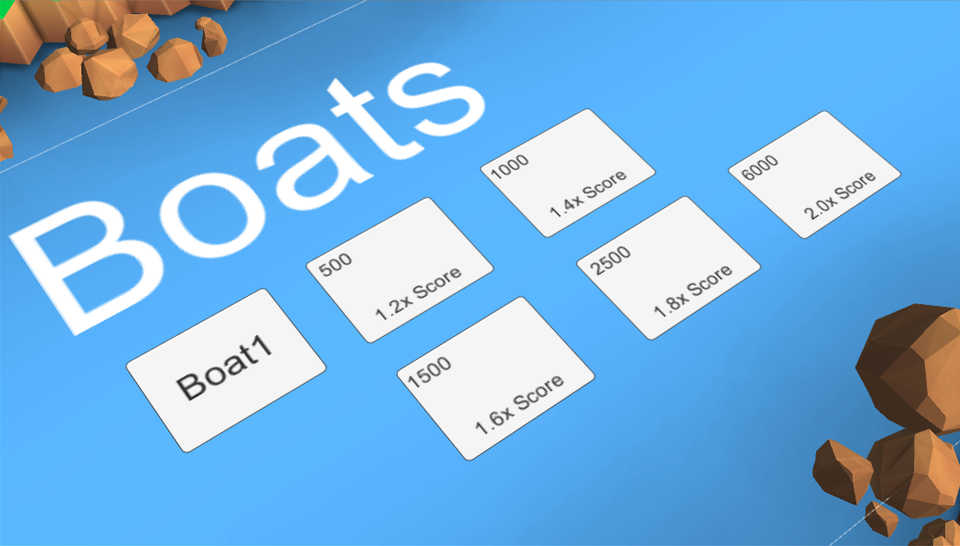 Boats
Boat1
500
1.2x Score
1000
1.4x Score
1500
1.6x Score
2500
1.8x Score
6000
2.0x Score